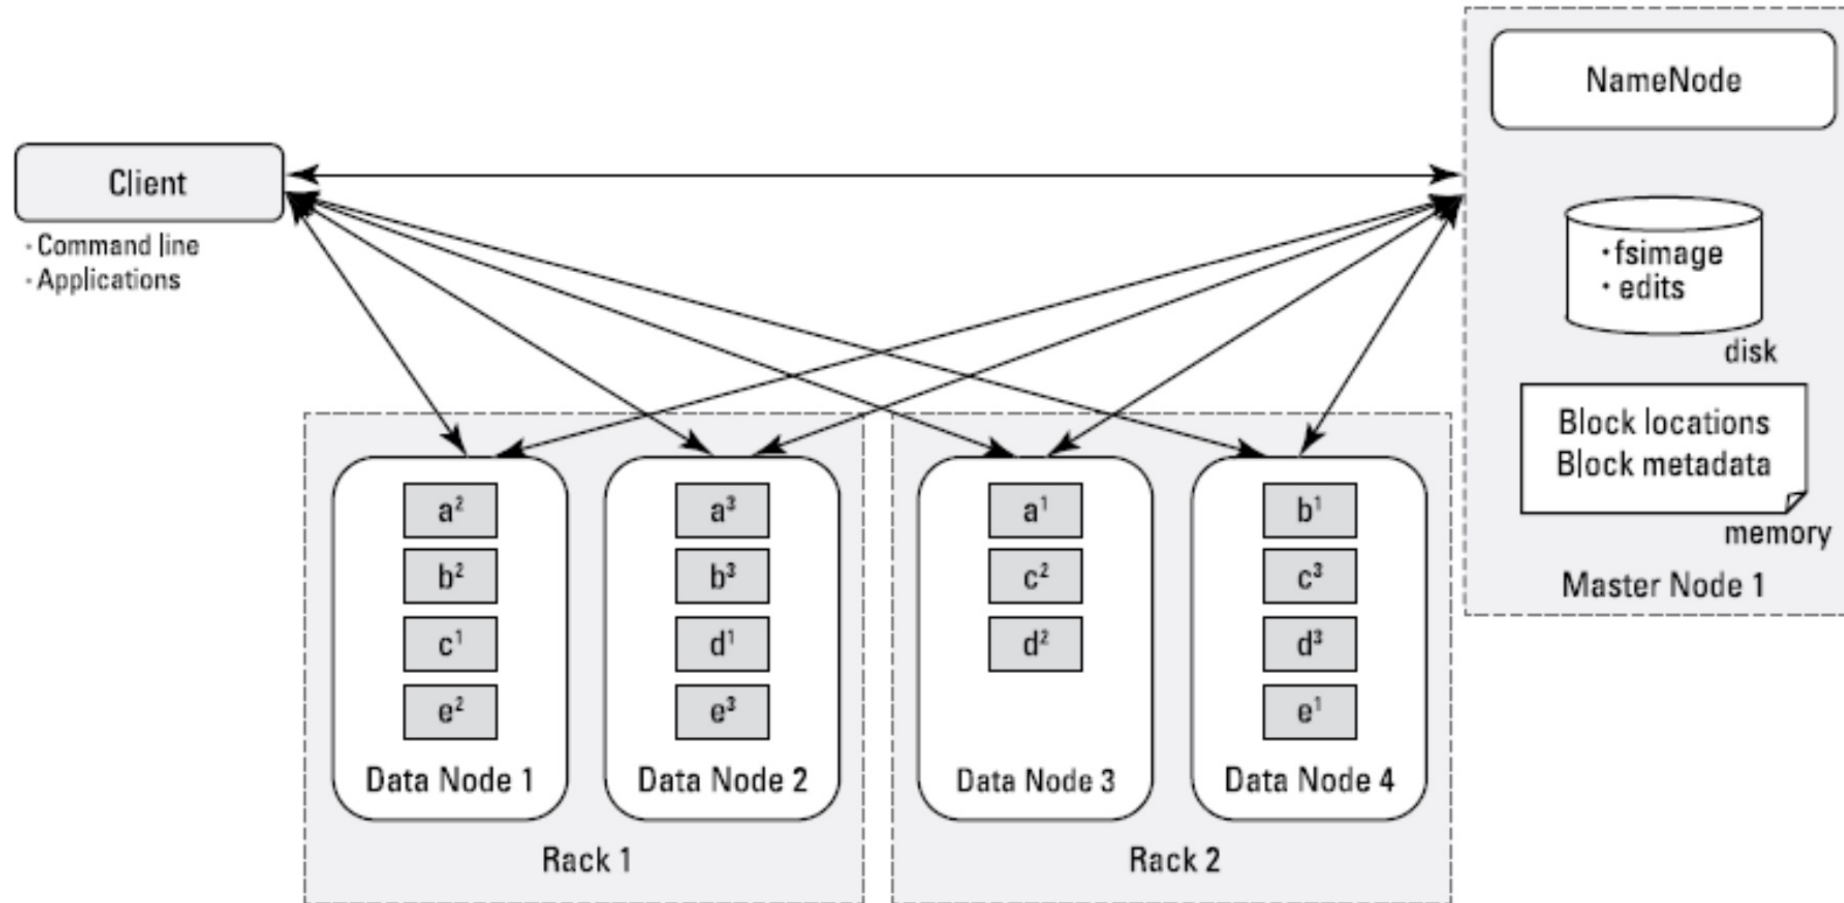 NameNode
Client
· Command line
· Applications
• fsimage
• edits
disk
Block locations
Block metadata
memory
Master Node 1
a²
b²
c¹
e²
Data Node 1
a³
b³
d¹
e³
Data Node 2
Rack 1
a¹
c²
d²
Data Node 3
b¹
c³
d³
e¹
Data Node 4
Rack 2